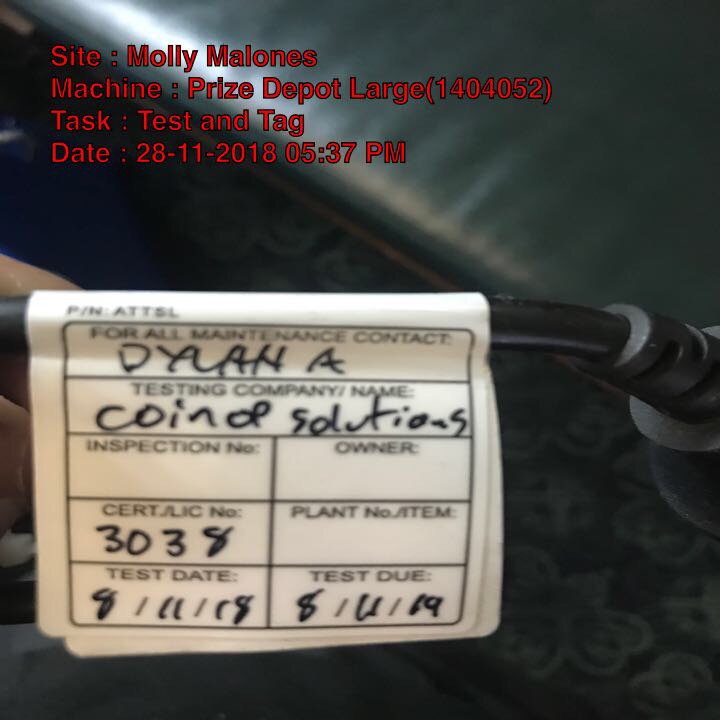 Site : Molly Malones
Machine : Prize Depot Large(1404052)
Task : Test and Tag
Date : 28-11-2018 05:37 PM
P/N: ATTSL
FOR ALL MAINTENANCE CONTACT:
DYLAN A
TESTING COMPANY/ NAME:
coinop solutions
INSPECTION No: OWNER:
CERT./LIC No: PLANT No./ITEM:
3038
TEST DATE: TEST DUE:
8/11/18 8/11/19